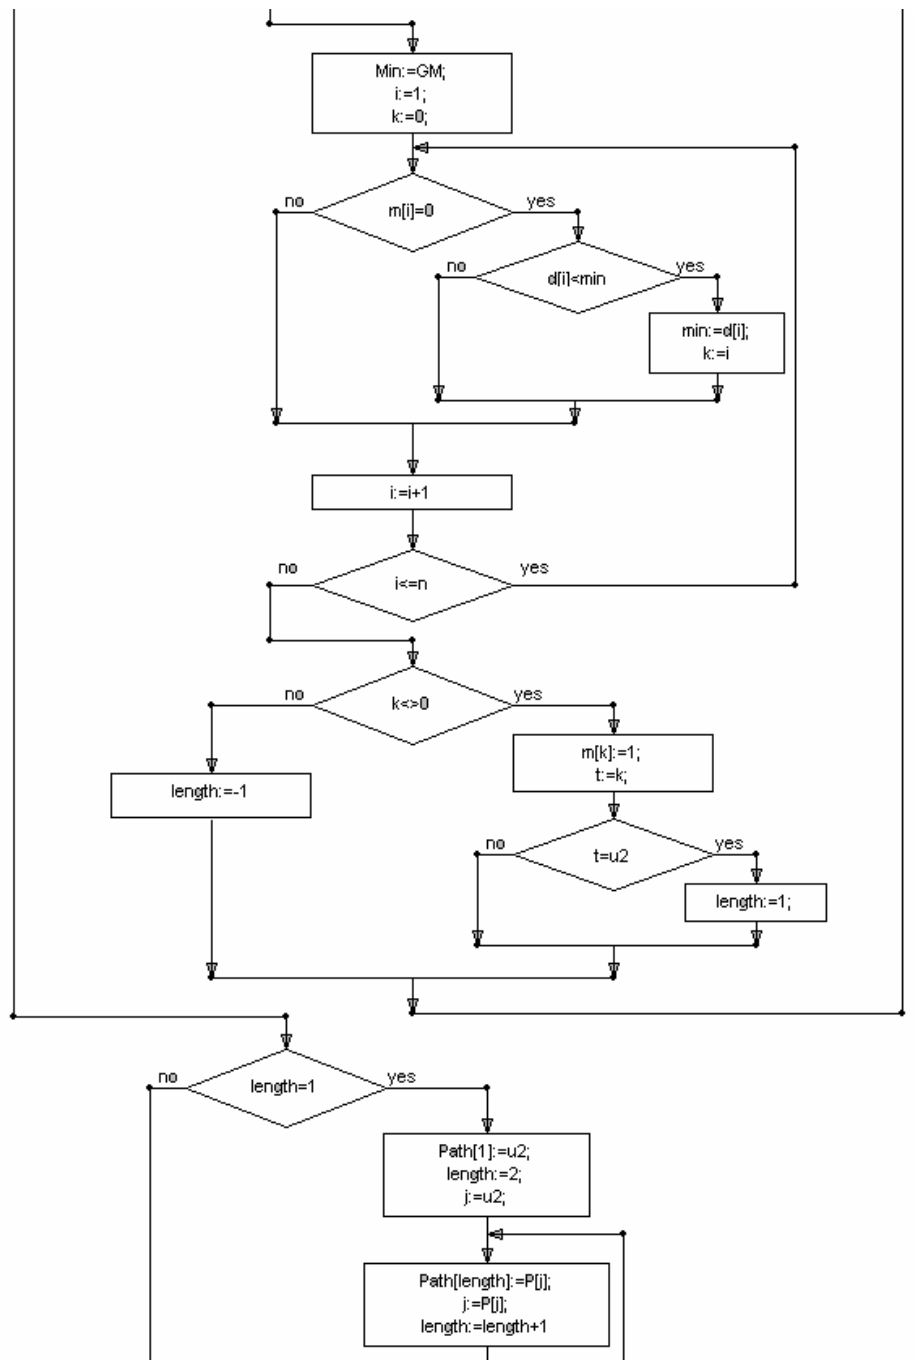 Min:=GM;
i:=1;
k:=0;
no
yes
m[i]=0
no
yes
d[i]<min
min:=d[i];
k:=i
i:=i+1
no
yes
i<=n
no
yes
k<>0
m[k]:=1;
t:=k;
length:=-1
no
yes
t=u2
length:=1;
no
yes
length=1
Path[1]:=u2;
length:=2;
j:=u2;
Path[length]:=P[j];
j:=P[j];
length:=length+1